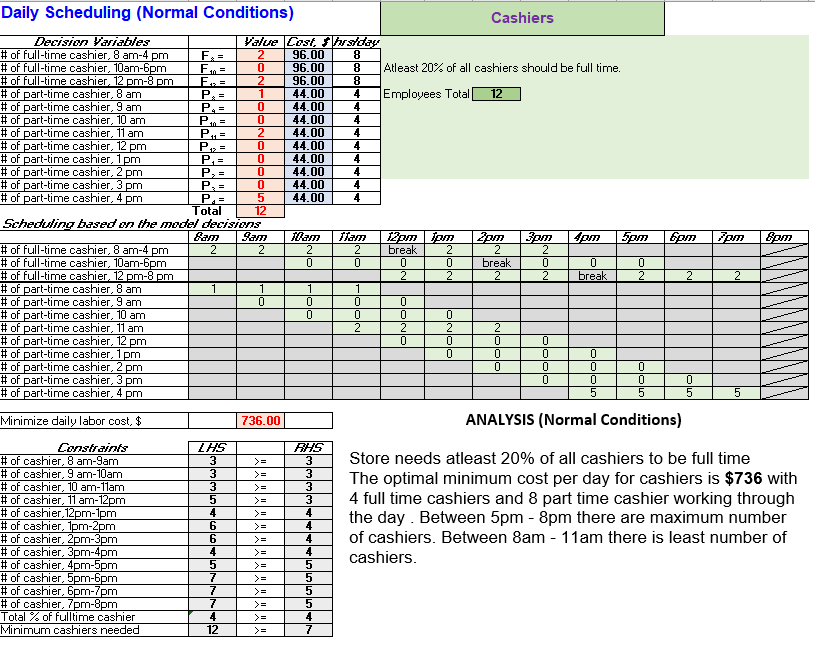 Daily Scheduling (Normal Conditions)
Cashiers
Decision Variables Value Cost, $ hrs/day
# of full-time cashier, 8 am-4 pm F₈ = 2 96.00 8
# of full-time cashier, 10am-6pm F₁₀ = 0 96.00 8
Atleast 20% of all cashiers should be full time.
# of full-time cashier, 12 pm-8 pm F₁₂ = 2 96.00 8
# of part-time cashier, 8 am P₈ = 1 44.00 4
Employees Total 12
# of part-time cashier, 9 am P₉ = 0 44.00 4
# of part-time cashier, 10 am P₁₀ = 0 44.00 4
# of part-time cashier, 11 am P₁₁ = 2 44.00 4
# of part-time cashier, 12 pm P₁₂ = 0 44.00 4
# of part-time cashier, 1 pm P₁ = 0 44.00 4
# of part-time cashier, 2 pm P₂ = 0 44.00 4
# of part-time cashier, 3 pm P₃ = 0 44.00 4
# of part-time cashier, 4 pm P₄ = 5 44.00 4
Total 12
Scheduling based on the model decisions
8am 9am 10am 11am 12pm 1pm 2pm 3pm 4pm 5pm 6pm 7pm 8pm
# of full-time cashier, 8 am-4 pm 2 2 2 2 break 2 2 2
# of full-time cashier, 10am-6pm 0 0 0 0 break 0 0 0
# of full-time cashier, 12 pm-8 pm 2 2 2 2 break 2 2 2
# of part-time cashier, 8 am 1 1 1 1
# of part-time cashier, 9 am 0 0 0 0
# of part-time cashier, 10 am 0 0 0 0
# of part-time cashier, 11 am 2 2 2 2
# of part-time cashier, 12 pm 0 0 0 0
# of part-time cashier, 1 pm 0 0 0 0
# of part-time cashier, 2 pm 0 0 0 0
# of part-time cashier, 3 pm 0 0 0 0
# of part-time cashier, 4 pm 5 5 5 5
Minimize daily labor cost, $ 736.00
ANALYSIS (Normal Conditions)
Constraints LHS RHS
# of cashier, 8 am-9am 3 >= 3
# of cashier, 9 am-10am 3 >= 3
# of cashier, 10 am-11am 3 >= 3
# of cashier, 11 am-12pm 5 >= 3
# of cashier,12pm-1pm 4 >= 4
# of cashier, 1pm-2pm 6 >= 4
# of cashier, 2pm-3pm 6 >= 4
# of cashier, 3pm-4pm 4 >= 4
# of cashier, 4pm-5pm 5 >= 5
# of cashier, 5pm-6pm 7 >= 5
# of cashier, 6pm-7pm 7 >= 5
# of cashier, 7pm-8pm 7 >= 5
Total % of fulltime cashier 4 >= 4
Minimum cashiers needed 12 >= 7
Store needs atleast 20% of all cashiers to be full time
The optimal minimum cost per day for cashiers is $736 with
4 full time cashiers and 8 part time cashier working through
the day . Between 5pm - 8pm there are maximum number
of cashiers. Between 8am - 11am there is least number of
cashiers.